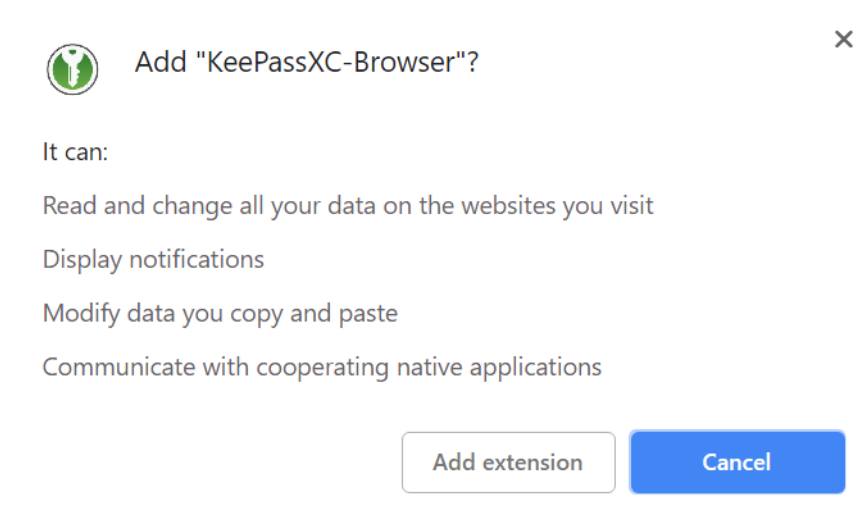 Add "KeePassXC-Browser"?
It can:
Read and change all your data on the websites you visit
Display notifications
Modify data you copy and paste
Communicate with cooperating native applications
Add extension
Cancel